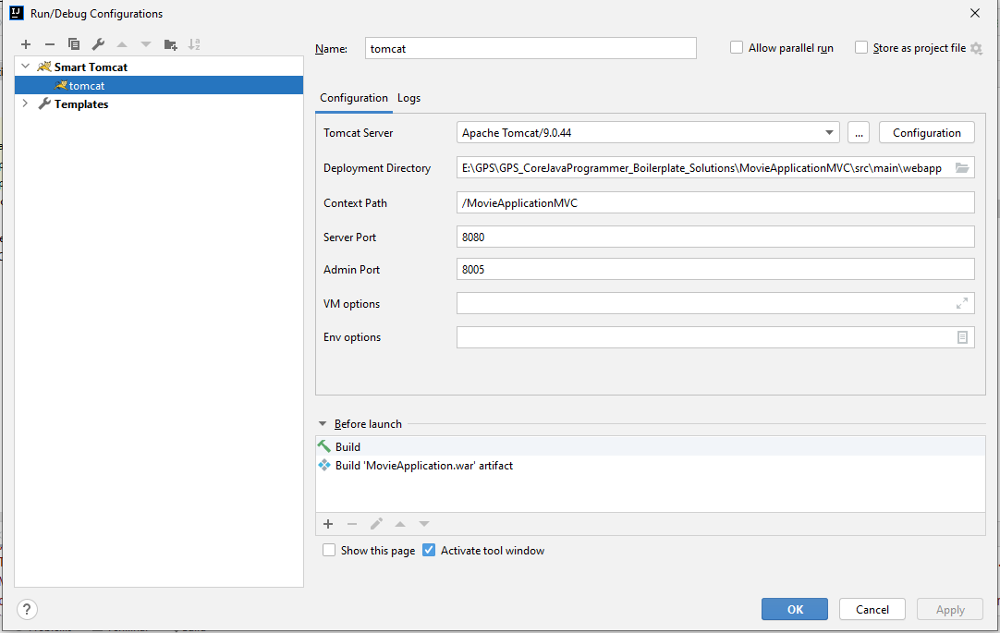 Run/Debug Configurations
Smart Tomcat
tomcat
Templates
Name: tomcat
Allow parallel run
Store as project file
Configuration Logs
Tomcat Server Apache Tomcat/9.0.44 ... Configuration
Deployment Directory E:\GPS\GPS_CoreJavaProgrammer_Boilerplate_Solutions\MovieApplicationMVC\src\main\webapp
Context Path /MovieApplicationMVC
Server Port 8080
Admin Port 8005
VM options
Env options
Before launch
Build
Build 'MovieApplication.war' artifact
Show this page Activate tool window
? OK Cancel Apply